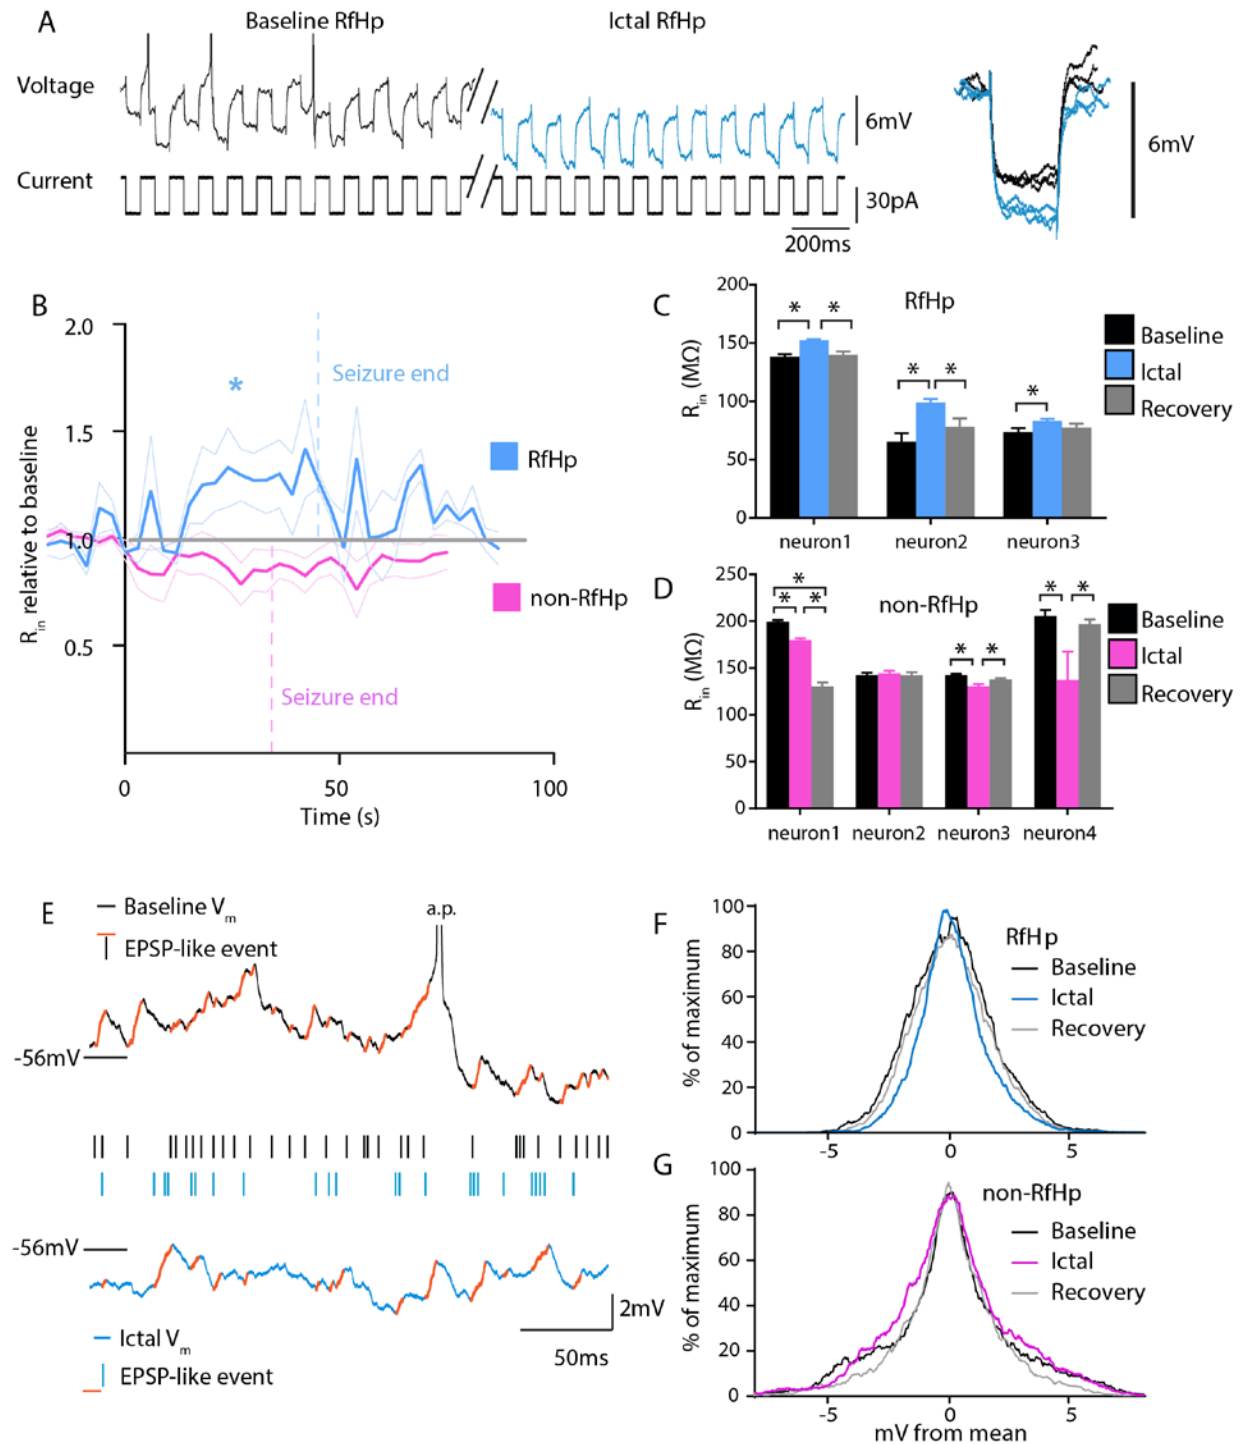 A
Baseline RfHp
Ictal RfHp
Voltage
6mV
6mV
Current
30pA
200ms
B
2.0
*
Seizure end
1.5
RfHp
1.0
non-RfHp
0.5
Seizure end
0
50
100
Time (s)
Rin relative to baseline
C
200
RfHp
150
100
50
0
Rin (MΩ)
* *
* *
*
Baseline
Ictal
Recovery
neuron1
neuron2
neuron3
D
250
non-RfHp
200
150
100
50
0
Rin (MΩ)
*
* *
* *
* *
Baseline
Ictal
Recovery
neuron1
neuron2
neuron3
neuron4
E
Baseline Vm
EPSP-like event
a.p.
-56mV
-56mV
2mV
50ms
Ictal Vm
EPSP-like event
F
100
80
60
40
20
0
% of maximum
RfHp
Baseline
Ictal
Recovery
-5
0
5
G
100
80
60
40
20
0
% of maximum
non-RfHp
Baseline
Ictal
Recovery
-5
0
5
mV from mean